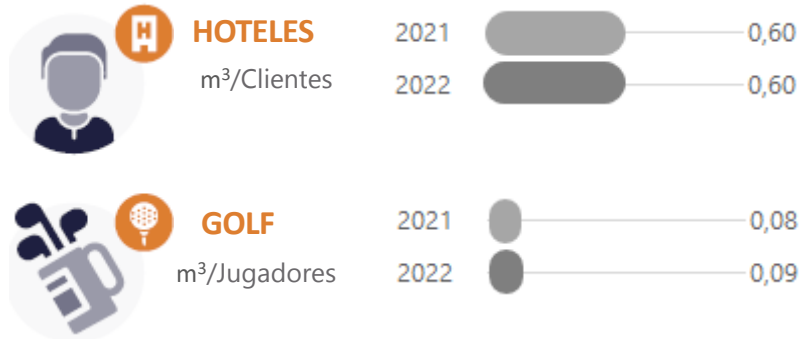 HOTELES
m³/Clientes
2021 0,60
2022 0,60
GOLF
m³/Jugadores
2021 0,08
2022 0,09